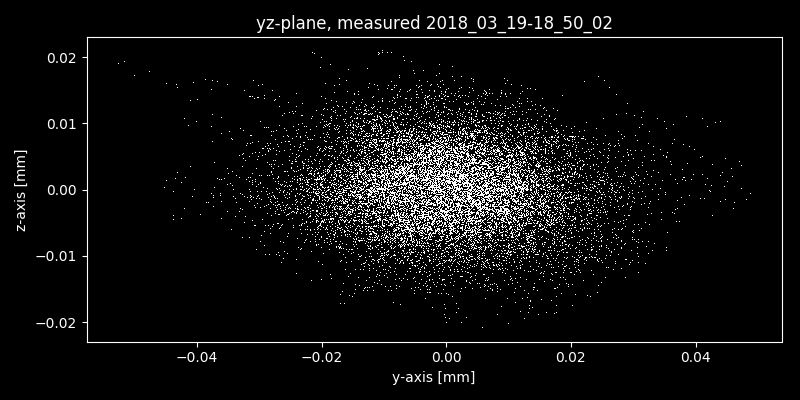 yz-plane, measured 2018_03_19-18_50_02
0.02
0.01
0.00
−0.01
−0.02
z-axis [mm]
−0.04 −0.02 0.00 0.02 0.04
y-axis [mm]